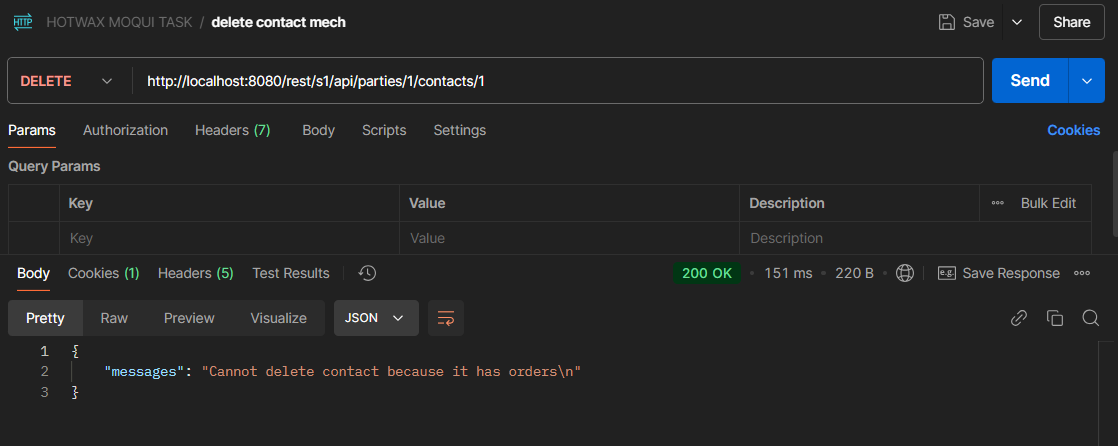 HTTP HOTWAX MOQUI TASK / delete contact mech Save Share
DELETE http://localhost:8080/rest/s1/api/parties/1/contacts/1 Send
Params Authorization Headers (7) Body Scripts Settings Cookies
Query Params
Key Value Description Bulk Edit
Key Value Description
Body Cookies (1) Headers (5) Test Results 200 OK • 151 ms • 220 B • e.g. Save Response
Pretty Raw Preview Visualize JSON
1 {
2 "messages": "Cannot delete contact because it has orders\n"
3 }